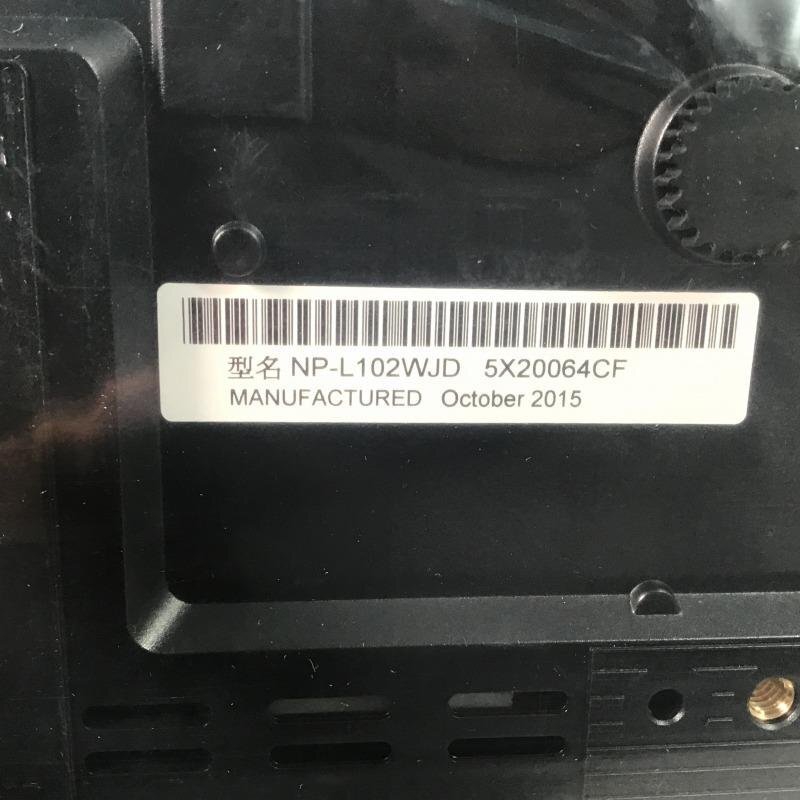 型名 NP-L102WJD 5X20064CF
MANUFACTURED October 2015